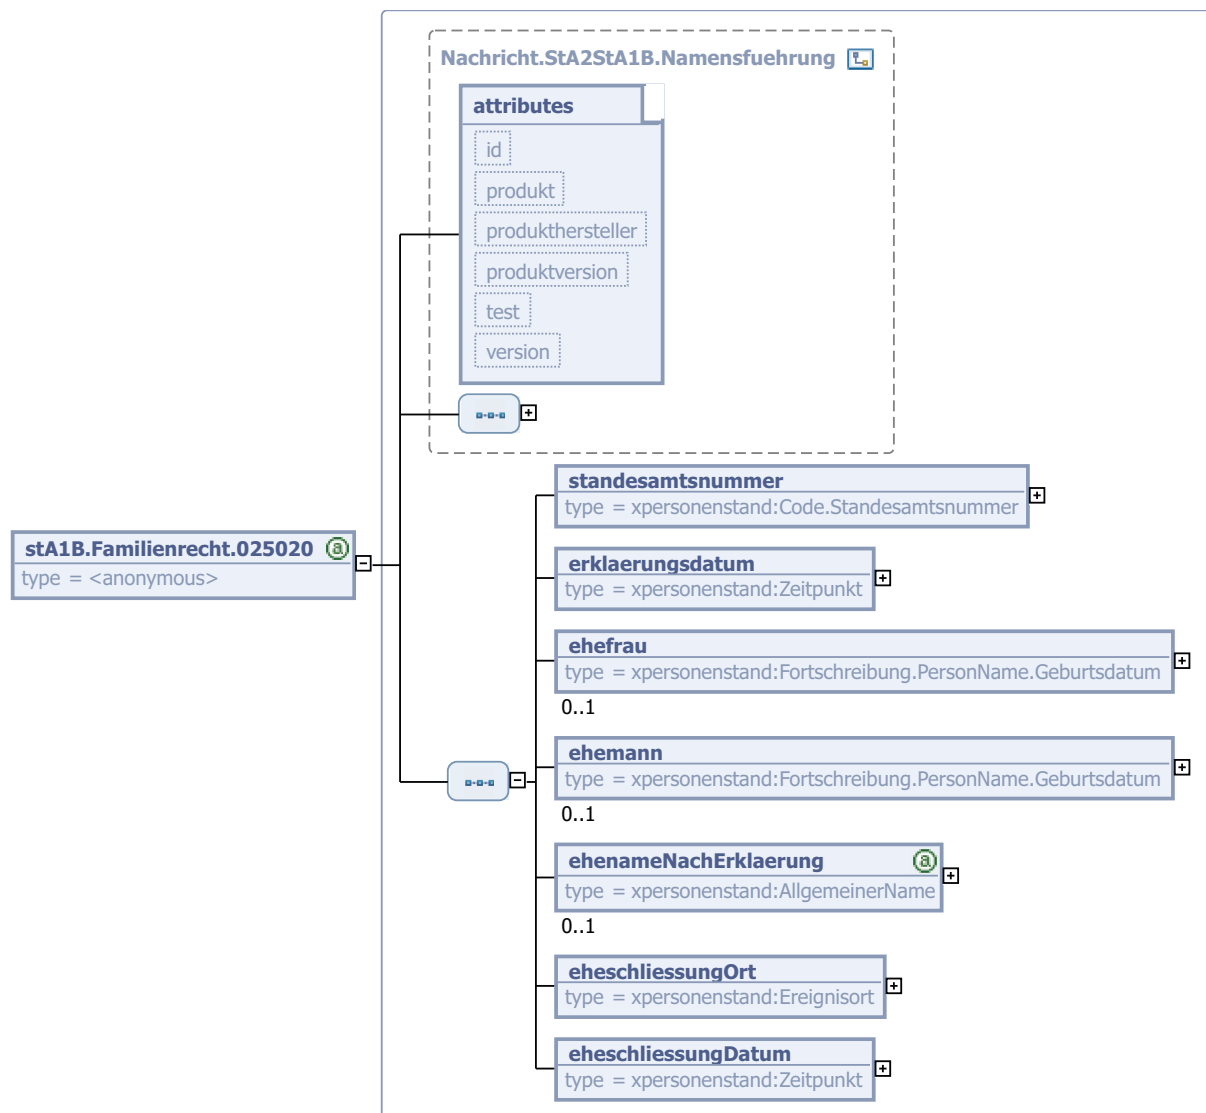 Nachricht.StA2StA1B.Namensfuehrung
attributes
id
produkt
produkthersteller
produktversion
test
version
stA1B.Familienrecht.025020 @
type = <anonymous>
standesamtsnummer
type = xpersonenstand:Code.Standesamtsnummer
erklaerungsdatum
type = xpersonenstand:Zeitpunkt
ehefrau
type = xpersonenstand:Fortschreibung.PersonName.Geburtsdatum
0..1
ehemann
type = xpersonenstand:Fortschreibung.PersonName.Geburtsdatum
0..1
ehenameNachErklaerung @
type = xpersonenstand:AllgemeinerName
0..1
eheschliessungOrt
type = xpersonenstand:Ereignisort
eheschliessungDatum
type = xpersonenstand:Zeitpunkt